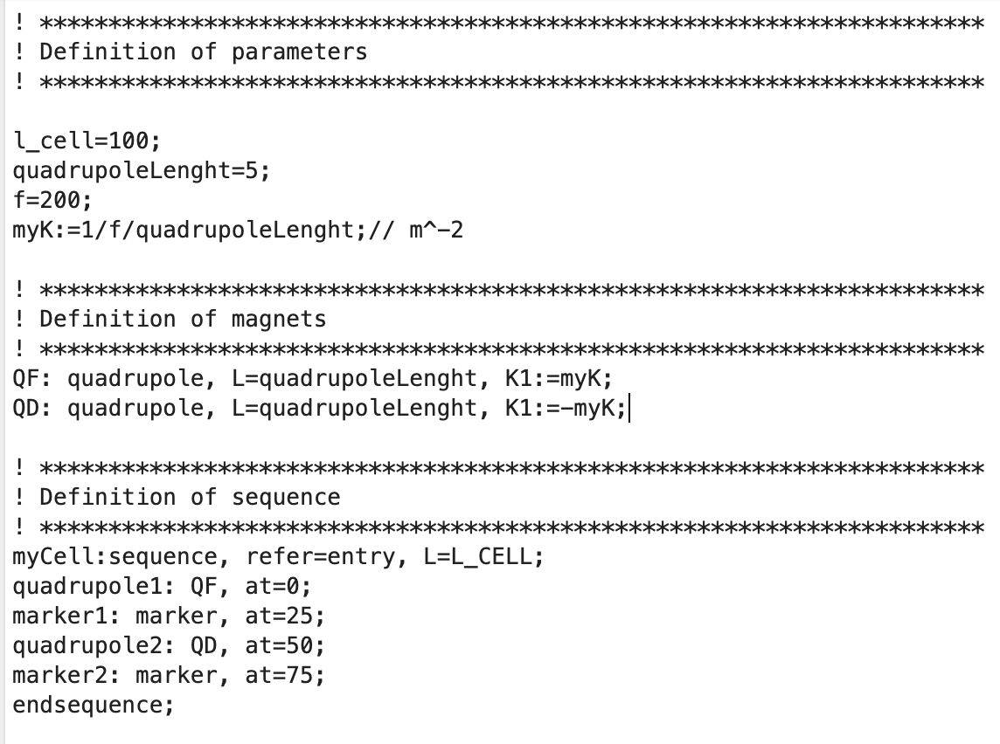 ! *********************************************************************
! Definition of parameters
! *********************************************************************
l_cell=100;
quadrupoleLenght=5;
f=200;
myK:=1/f/quadrupoleLenght;// m^-2
! *********************************************************************
! Definition of magnets
! *********************************************************************
QF: quadrupole, L=quadrupoleLenght, K1:=myK;
QD: quadrupole, L=quadrupoleLenght, K1:=-myK;
! *********************************************************************
! Definition of sequence
! *********************************************************************
myCell:sequence, refer=entry, L=L_CELL;
quadrupole1: QF, at=0;
marker1: marker, at=25;
quadrupole2: QD, at=50;
marker2: marker, at=75;
endsequence;